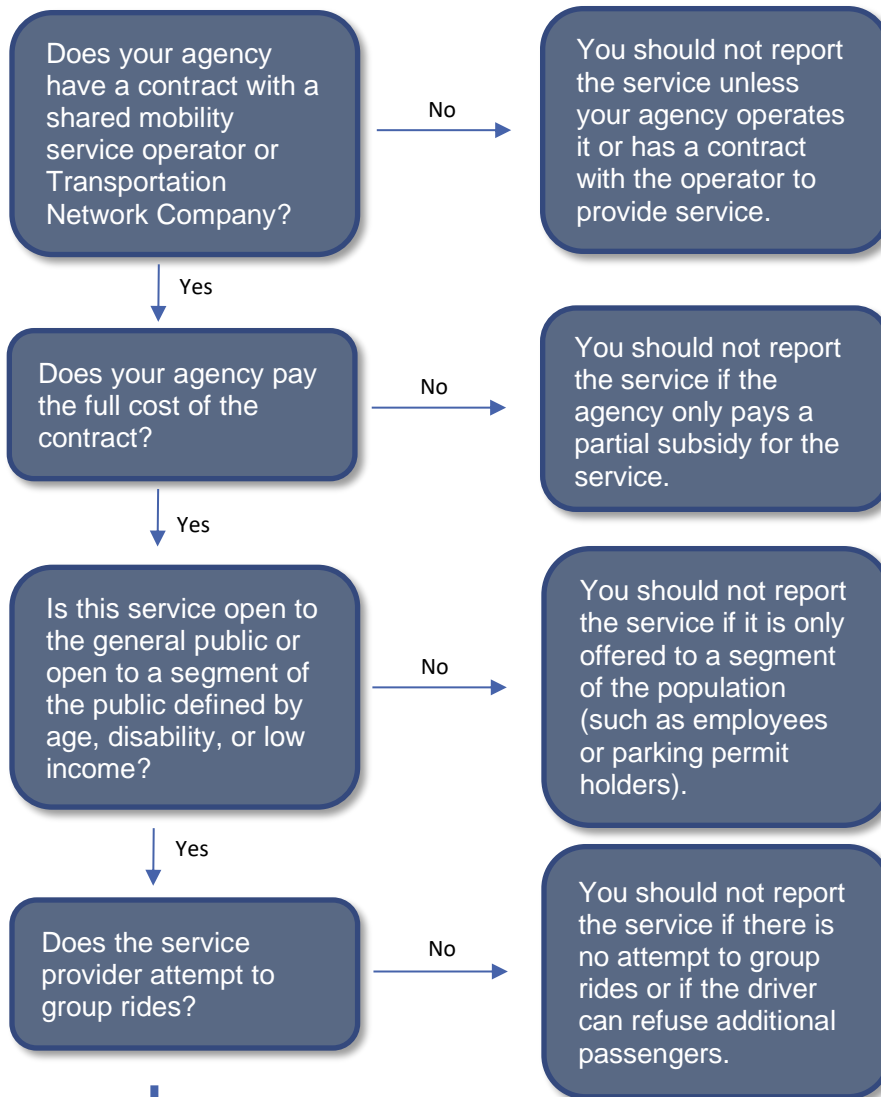 Does your agency
have a contract with a
shared mobility
service operator or
Transportation
Network Company?
No
You should not report
the service unless
your agency operates
it or has a contract
with the operator to
provide service.
Yes
Does your agency pay
the full cost of the
contract?
No
You should not report
the service if the
agency only pays a
partial subsidy for the
service.
Yes
Is this service open to
the general public or
open to a segment of
the public defined by
age, disability, or low
income?
No
You should not report
the service if it is only
offered to a segment
of the population
(such as employees
or parking permit
holders).
Yes
Does the service
provider attempt to
group rides?
No
You should not report
the service if there is
no attempt to group
rides or if the driver
can refuse additional
passengers.